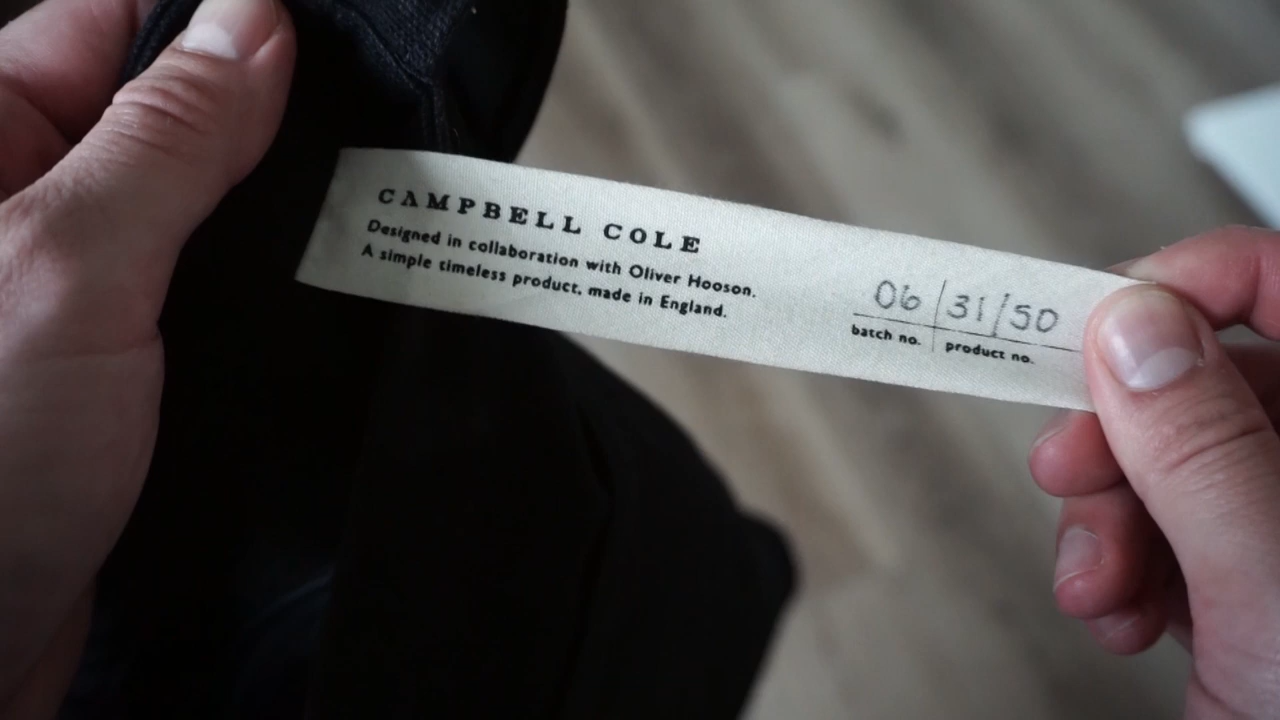 CAMPBELL COLE
Designed in collaboration with Oliver Hooson.
A simple timeless product, made in England.
06 | 31/50
batch no. | product no.